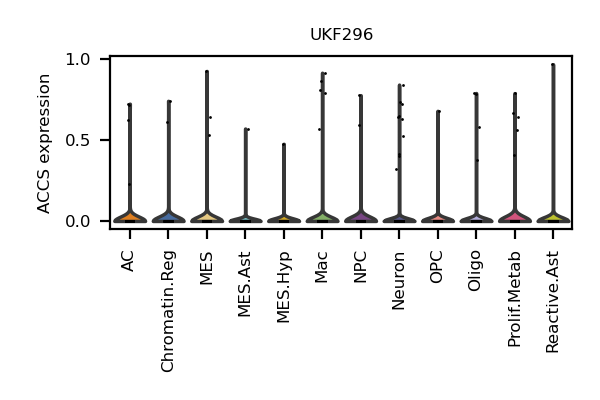 UKF296
ACCS expression
1.0
0.5
0.0
AC
Chromatin.Reg
MES
MES.Ast
MES.Hyp
Mac
NPC
Neuron
OPC
Oligo
Prolif.Metab
Reactive.Ast